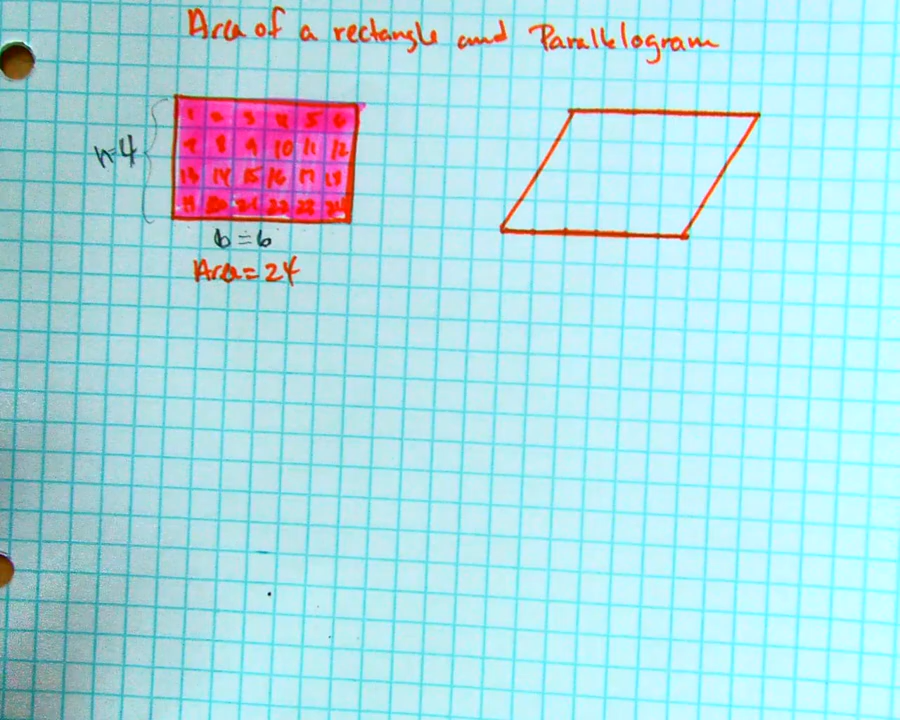 Area of a rectangle and Parallelogram
1 2 3 4 5 6
7 8 9 10 11 12
13 14 15 16 17 18
19 20 21 22 23 24
h=4
b=6
Area=24